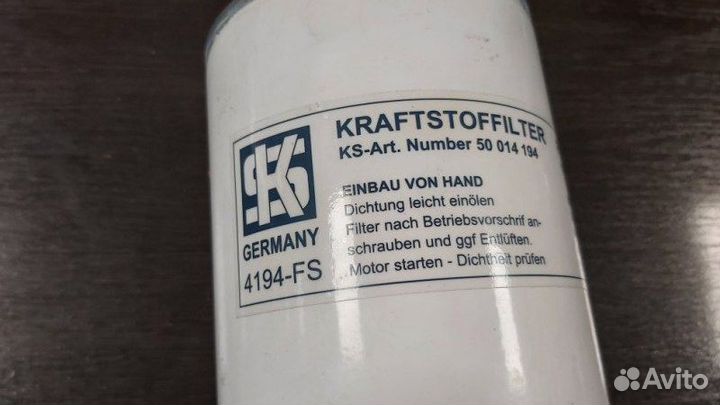 KRAFTSTOFFILTER
KS-Art. Number 50 014 194
KS
GERMANY
4194-FS
EINBAU VON HAND
Dichtung leicht einölen
Filter nach Betriebsvorschrif an-
schrauben und ggf Entlüften.
Motor starten - Dichtheit prüfen
Avito